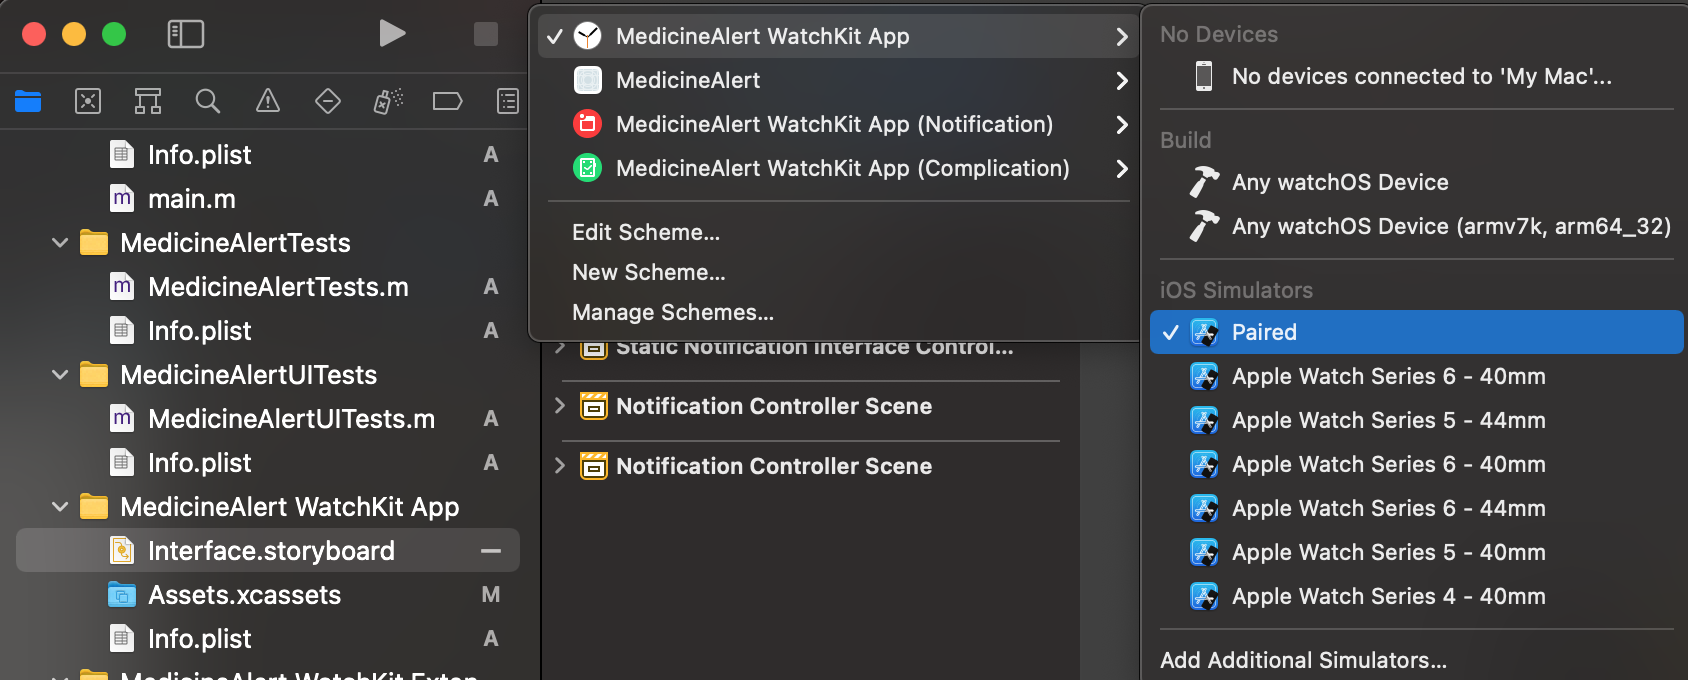 Info.plist A
main.m A
MedicineAlertTests
MedicineAlertTests.m A
Info.plist A
MedicineAlertUITests
MedicineAlertUITests.m A
Info.plist A
MedicineAlert WatchKit App
Interface.storyboard
Assets.xcassets M
Info.plist A
MedicineAlert WatchKit Exten
MedicineAlert WatchKit App
MedicineAlert
MedicineAlert WatchKit App (Notification)
MedicineAlert WatchKit App (Complication)
Edit Scheme...
New Scheme...
Manage Schemes...
Static Notification Interface Control...
Notification Controller Scene
Notification Controller Scene
No Devices
No devices connected to 'My Mac'...
Build
Any watchOS Device
Any watchOS Device (armv7k, arm64_32)
iOS Simulators
Paired
Apple Watch Series 6 - 40mm
Apple Watch Series 5 - 44mm
Apple Watch Series 6 - 40mm
Apple Watch Series 6 - 44mm
Apple Watch Series 5 - 40mm
Apple Watch Series 4 - 40mm
Add Additional Simulators...